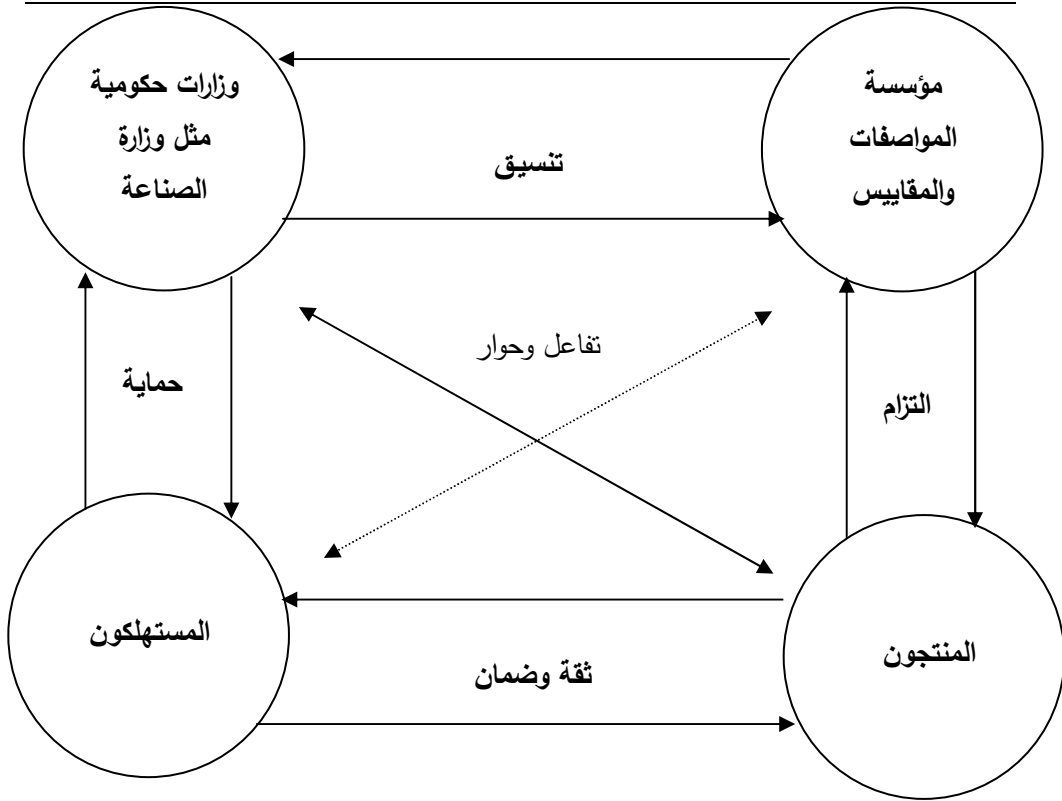 مؤسسة
المواصفات
والمقاييس
وزارات حكومية
مثل وزارة
الصناعة
تنسيق
تفاعل وحوار
التزام
حماية
المنتجون
المستهلكون
ثقة وضمان